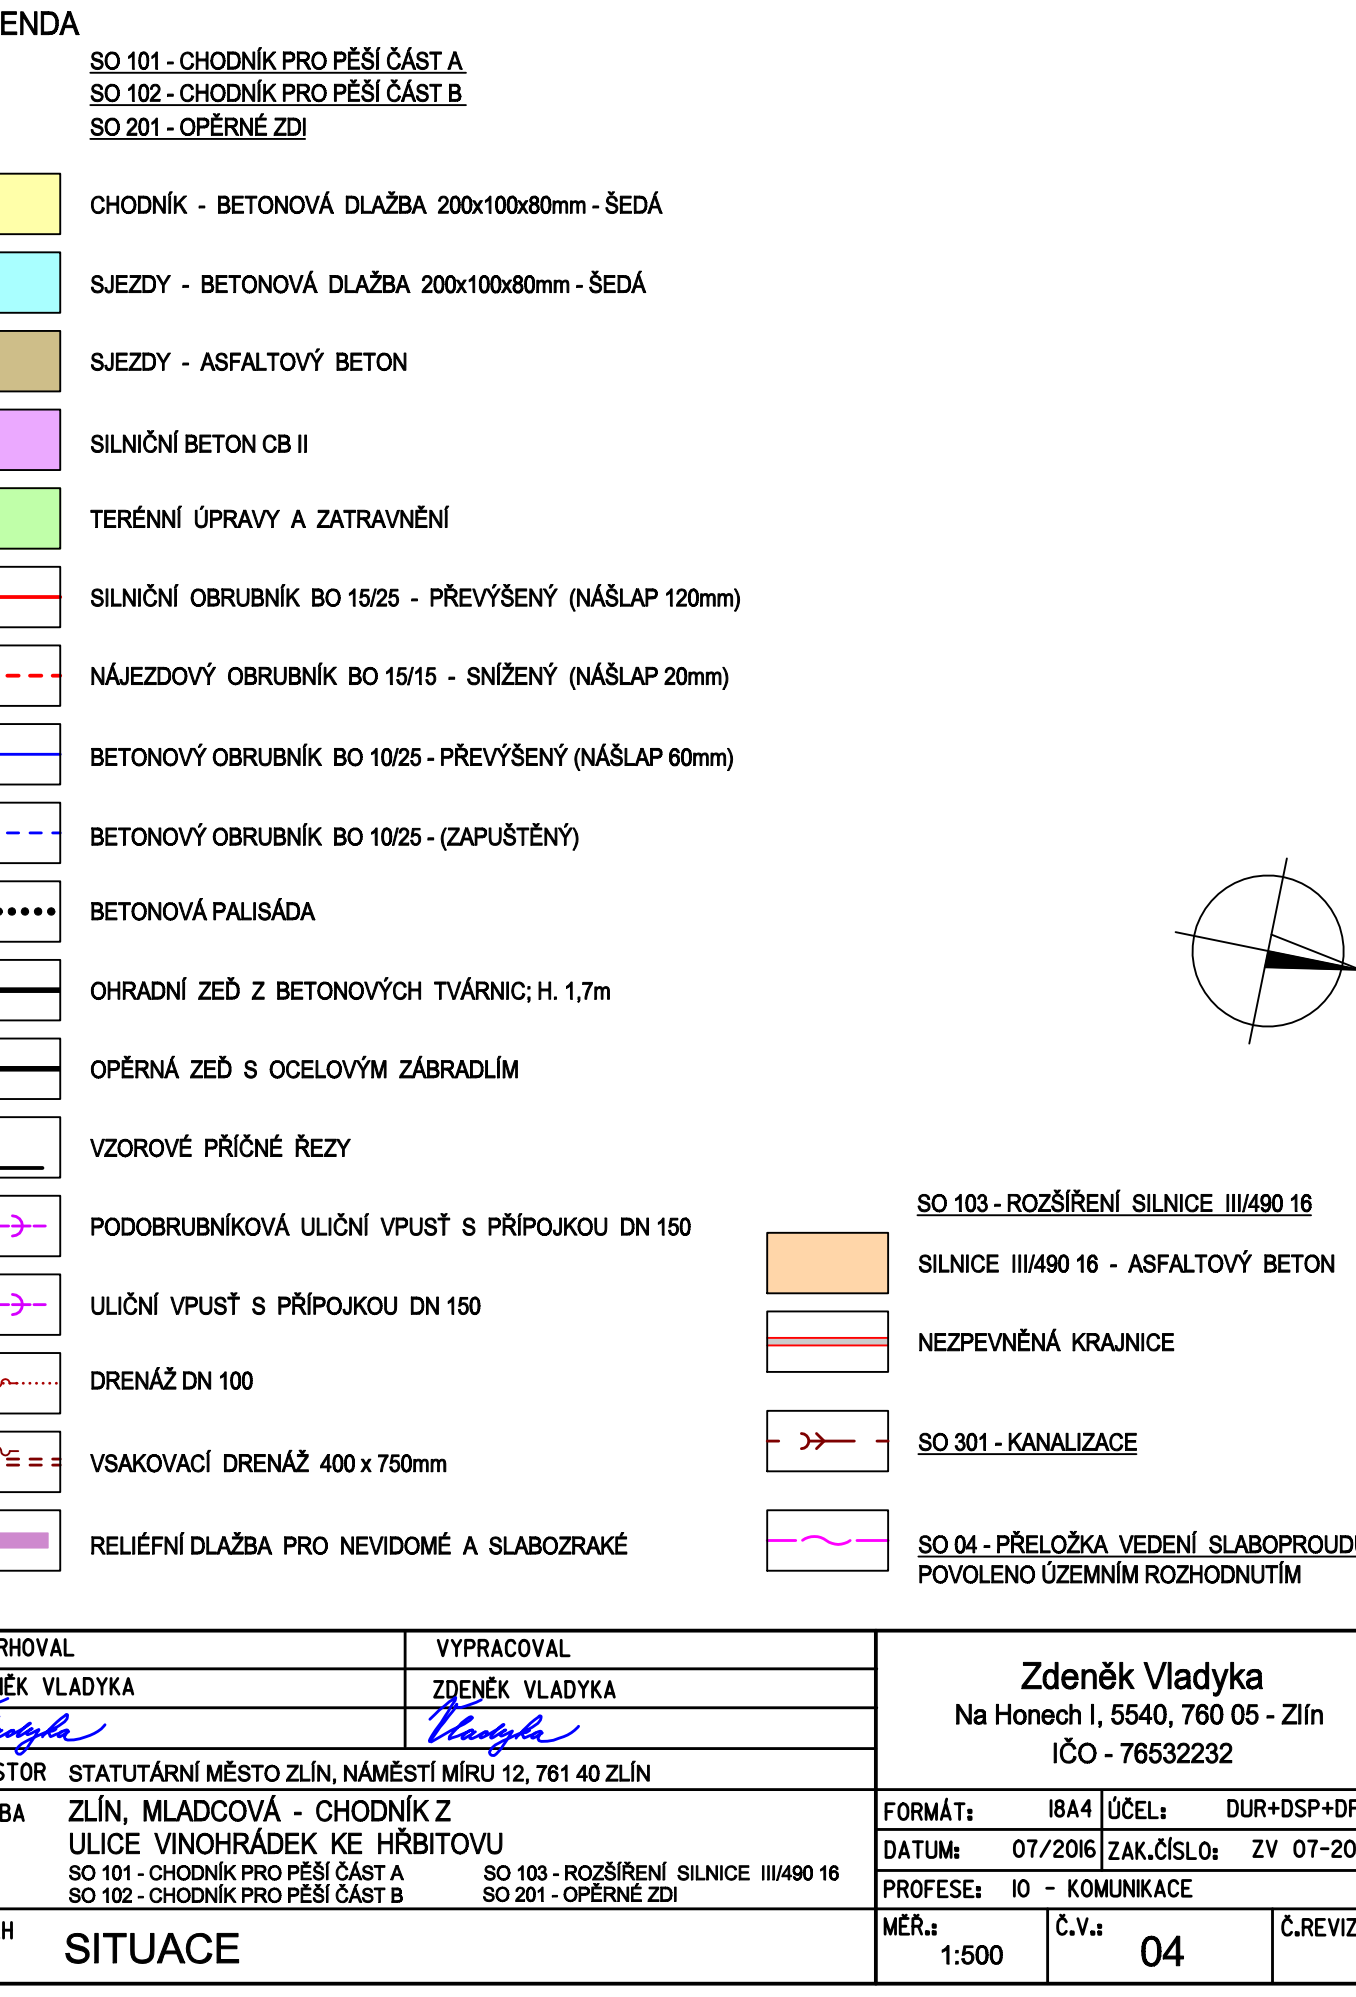 ENDA
SO 101 - CHODNÍK PRO PĚŠÍ ČÁST A
SO 102 - CHODNÍK PRO PĚŠÍ ČÁST B
SO 201 - OPĚRNÉ ZDI
CHODNÍK - BETONOVÁ DLAŽBA 200x100x80mm - ŠEDÁ
SJEZDY - BETONOVÁ DLAŽBA 200x100x80mm - ŠEDÁ
SJEZDY - ASFALTOVÝ BETON
SILNIČNÍ BETON CB II
TERÉNNÍ ÚPRAVY A ZATRAVNĚNÍ
SILNIČNÍ OBRUBNÍK BO 15/25 - PŘEVÝŠENÝ (NÁŠLAP 120mm)
NÁJEZDOVÝ OBRUBNÍK BO 15/15 - SNÍŽENÝ (NÁŠLAP 20mm)
BETONOVÝ OBRUBNÍK BO 10/25 - PŘEVÝŠENÝ (NÁŠLAP 60mm)
BETONOVÝ OBRUBNÍK BO 10/25 - (ZAPUŠTĚNÝ)
BETONOVÁ PALISÁDA
OHRADNÍ ZEĎ Z BETONOVÝCH TVÁRNIC; H. 1,7m
OPĚRNÁ ZEĎ S OCELOVÝM ZÁBRADLÍM
VZOROVÉ PŘÍČNÉ ŘEZY
PODOBRUBNÍKOVÁ ULIČNÍ VPUSŤ S PŘÍPOJKOU DN 150
ULIČNÍ VPUSŤ S PŘÍPOJKOU DN 150
DRENÁŽ DN 100
VSAKOVACÍ DRENÁŽ 400 x 750mm
RELIÉFNÍ DLAŽBA PRO NEVIDOMÉ A SLABOZRAKÉ
SO 103 - ROZŠÍŘENÍ SILNICE III/490 16
SILNICE III/490 16 - ASFALTOVÝ BETON
NEZPEVNĚNÁ KRAJNICE
SO 301 - KANALIZACE
SO 04 - PŘELOŽKA VEDENÍ SLABOPROUDU
POVOLENO ÚZEMNÍM ROZHODNUTÍM
RHOVAL
VYPRACOVAL
NĚK VLADYKA
ZDENĚK VLADYKA
ladyka
Vladyka
STOR STATUTÁRNÍ MĚSTO ZLÍN, NÁMĚSTÍ MÍRU 12, 761 40 ZLÍN
BA ZLÍN, MLADCOVÁ - CHODNÍK Z
ULICE VINOHRÁDEK KE HŘBITOVU
SO 101 - CHODNÍK PRO PĚŠÍ ČÁST A SO 103 - ROZŠÍŘENÍ SILNICE III/490 16
SO 102 - CHODNÍK PRO PĚŠÍ ČÁST B SO 201 - OPĚRNÉ ZDI
H SITUACE
Zdeněk Vladyka
Na Honech I, 5540, 760 05 - Zlín
IČO - 76532232
FORMÁT: 18A4 ÚČEL: DUR+DSP+DP
DATUM: 07/2016 ZAK.ČÍSLO: ZV 07-20
PROFESE: IO - KOMUNIKACE
MĚŘ.: 1:500 Č.V.: 04 Č.REVIZ